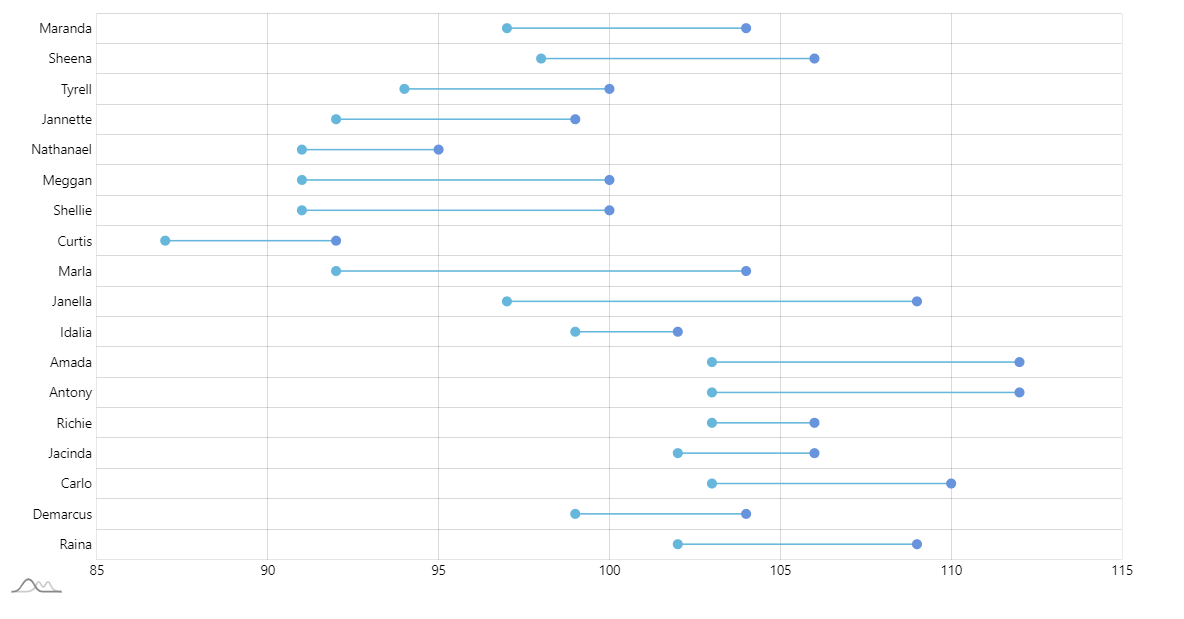 Maranda
Sheena
Tyrell
Jannette
Nathanael
Meggan
Shellie
Curtis
Marla
Janella
Idalia
Amada
Antony
Richie
Jacinda
Carlo
Demarcus
Raina
85 90 95 100 105 110 115